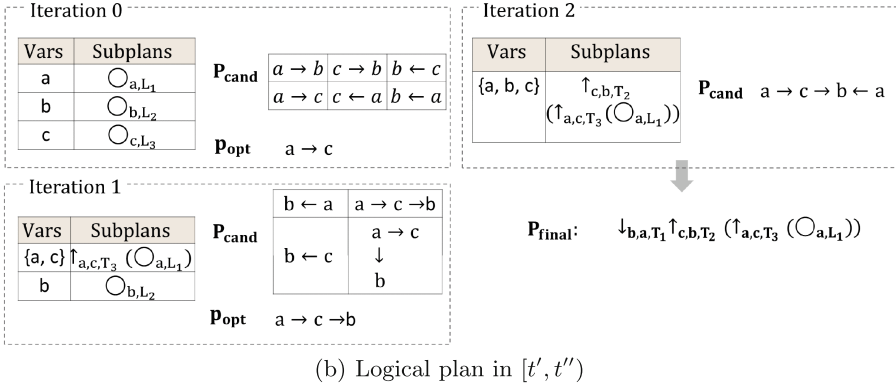 Iteration 0
Vars Subplans
a ◯a,L₁
b ◯b,L₂
c ◯c,L₃
Pcand
a → b c → b b ← c
a → c c ← a b ← a
popt a → c
Iteration 1
Vars Subplans
{a, c} ↑a,c,T₃ (◯a,L₁)
b ◯b,L₂
Pcand
b ← a a → c →b
b ← c a → c
↓
b
popt a → c →b
Iteration 2
Vars Subplans
{a, b, c} ↑c,b,T₂
(↑a,c,T₃(◯a,L₁))
Pcand a → c → b ← a
Pfinal: ↓b,a,T₁↑c,b,T₂ (↑a,c,T₃ (◯a,L₁))
(b) Logical plan in [t′, t′′)